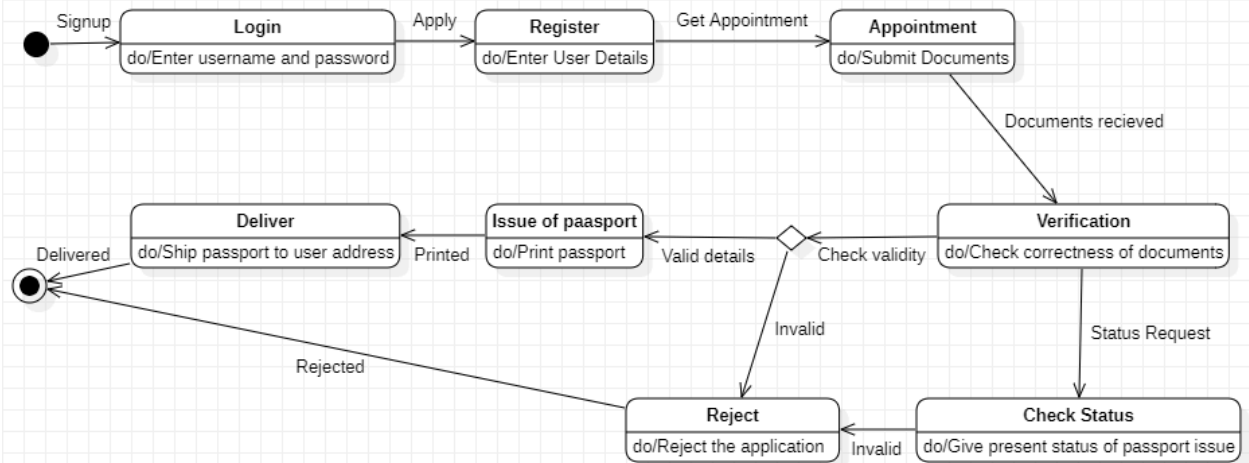 Signup
Login
do/Enter username and password
Apply
Register
do/Enter User Details
Get Appointment
Appointment
do/Submit Documents
Documents recieved
Verification
do/Check correctness of documents
Check validity
Valid details
Issue of paasport
do/Print passport
Printed
Deliver
do/Ship passport to user address
Delivered
Invalid
Status Request
Rejected
Reject
do/Reject the application
Invalid
Check Status
do/Give present status of passport issue